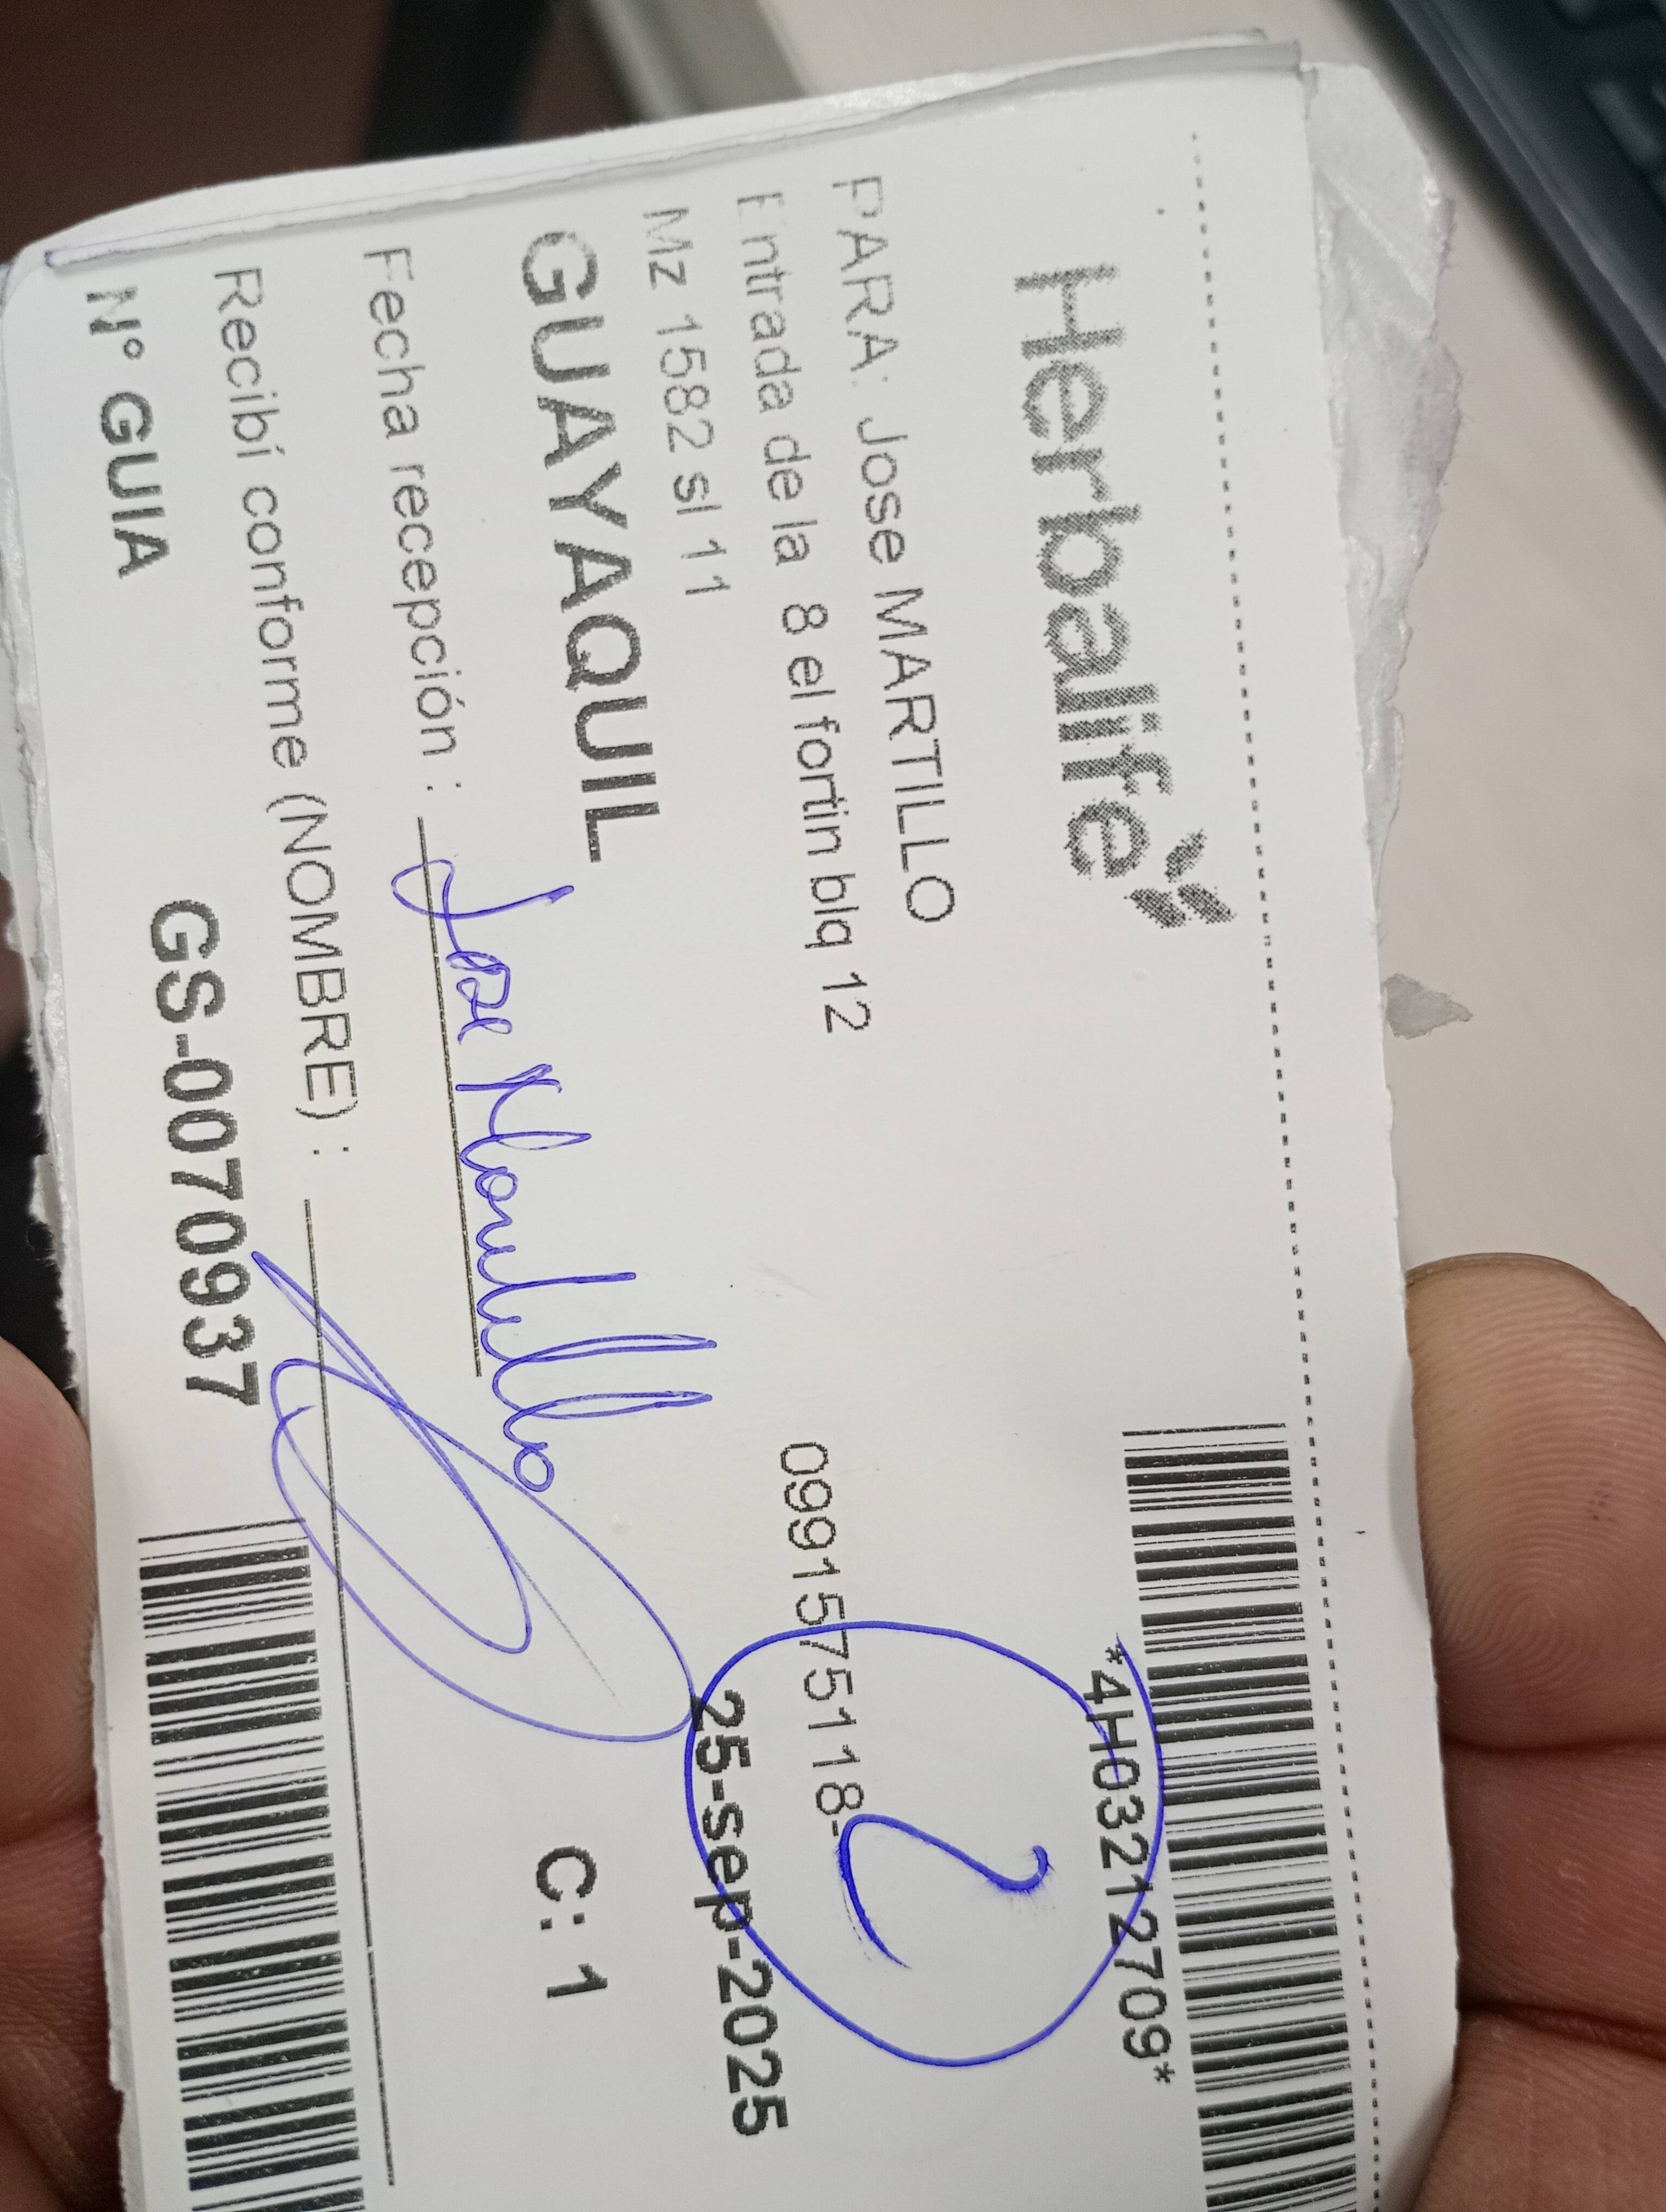 Herbalife
*4H03212709*
PARA: Jose MARTILLO
Entrada de la 8 el fortin blq 12
0991575118-
2
Mz 1582 sl 11
25-sep-2025
GUAYAQUIL
C: 1
Fecha recepción : Jose Martillo
Recibí conforme (NOMBRE) :
Nº GUIA GS-0070937